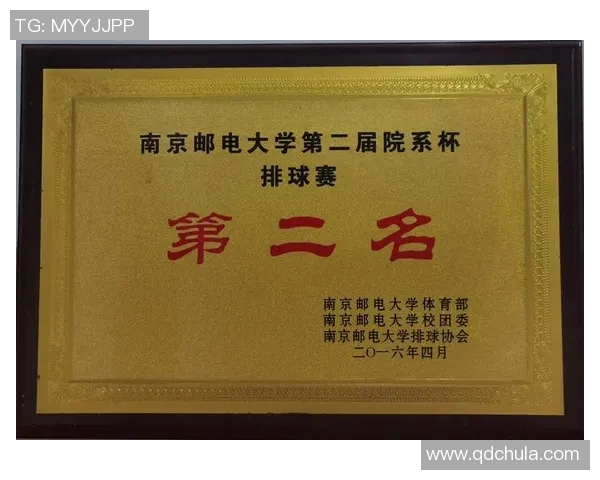 TG: MYYJJPP
南京邮电大学第二届院系杯
排球赛
第二名
南京邮电大学体育部
南京邮电大学校团委
南京邮电大学排球协会
二〇一六年四月
www.qdchula.com